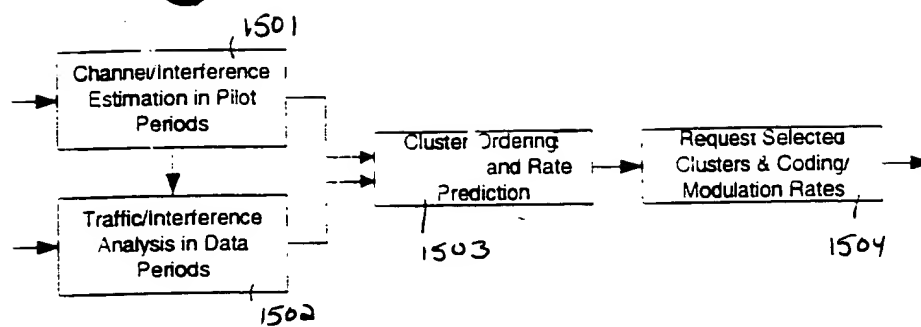 1501
Channel/Interference
Estimation in Pilot
Periods
Cluster Ordering
and Rate
Prediction
Request Selected
Clusters & Coding/
Modulation Rates
Traffic/Interference
Analysis in Data
Periods
1503
1504
1502